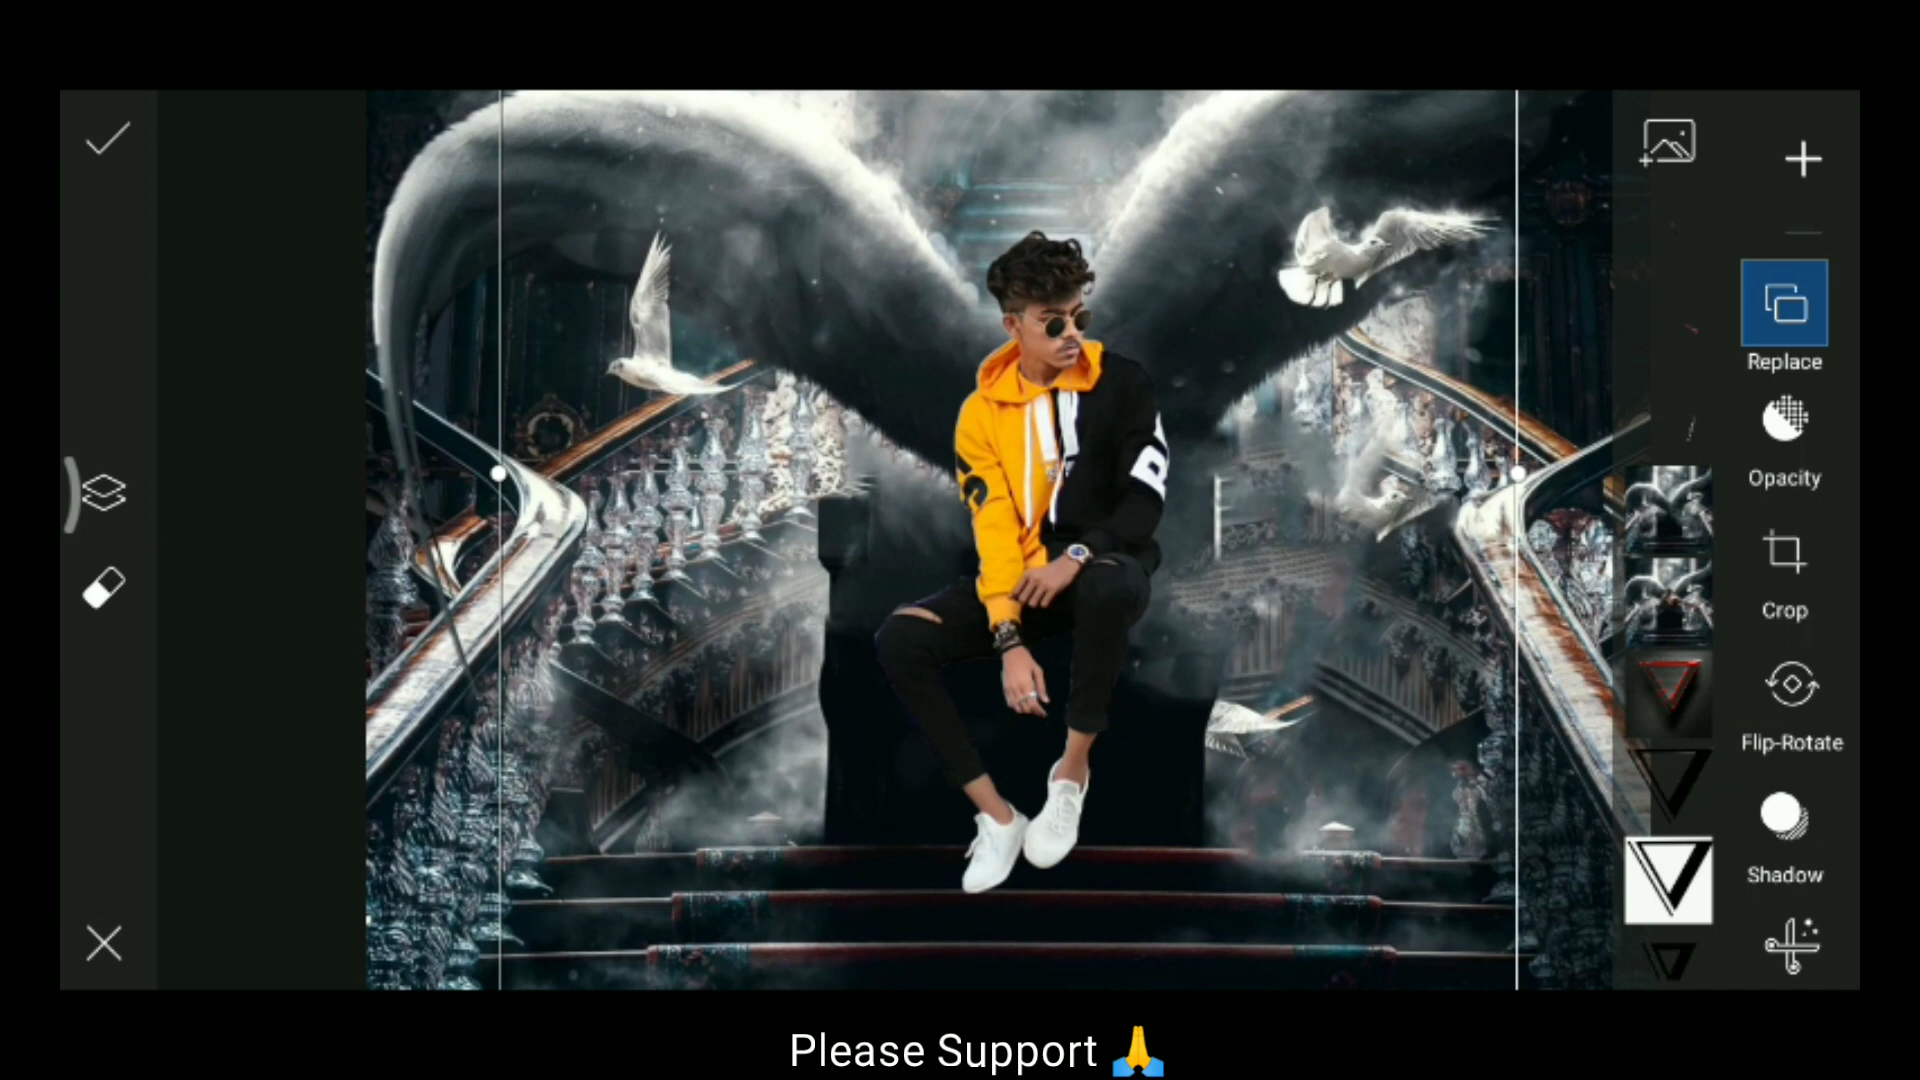 Replace
Opacity
Crop
Flip-Rotate
Shadow
Please Support 🙏